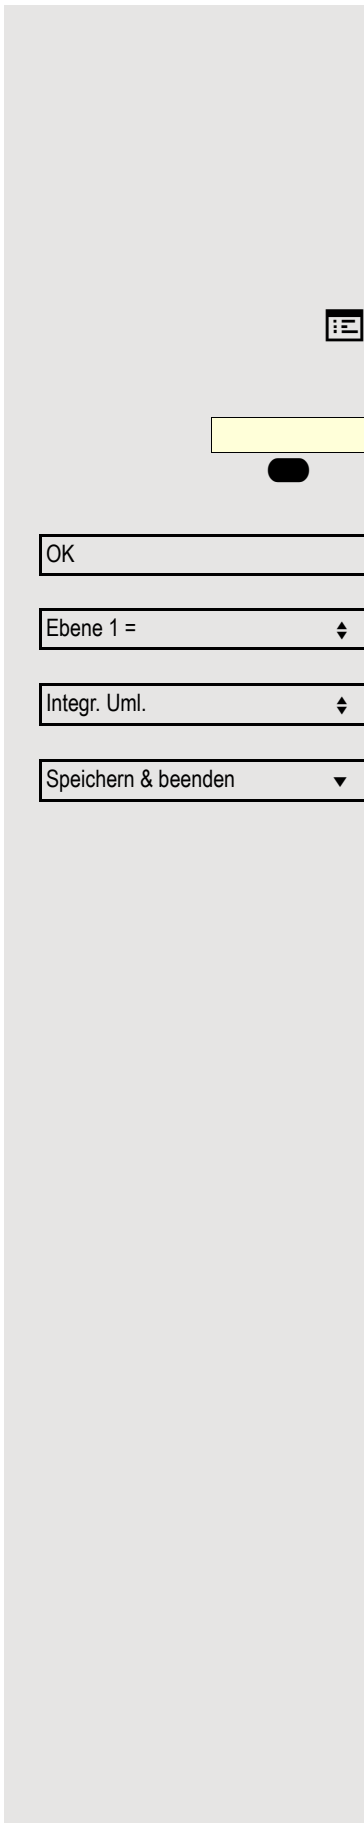 OK
Ebene 1 =
Integr. Uml.
Speichern & beenden